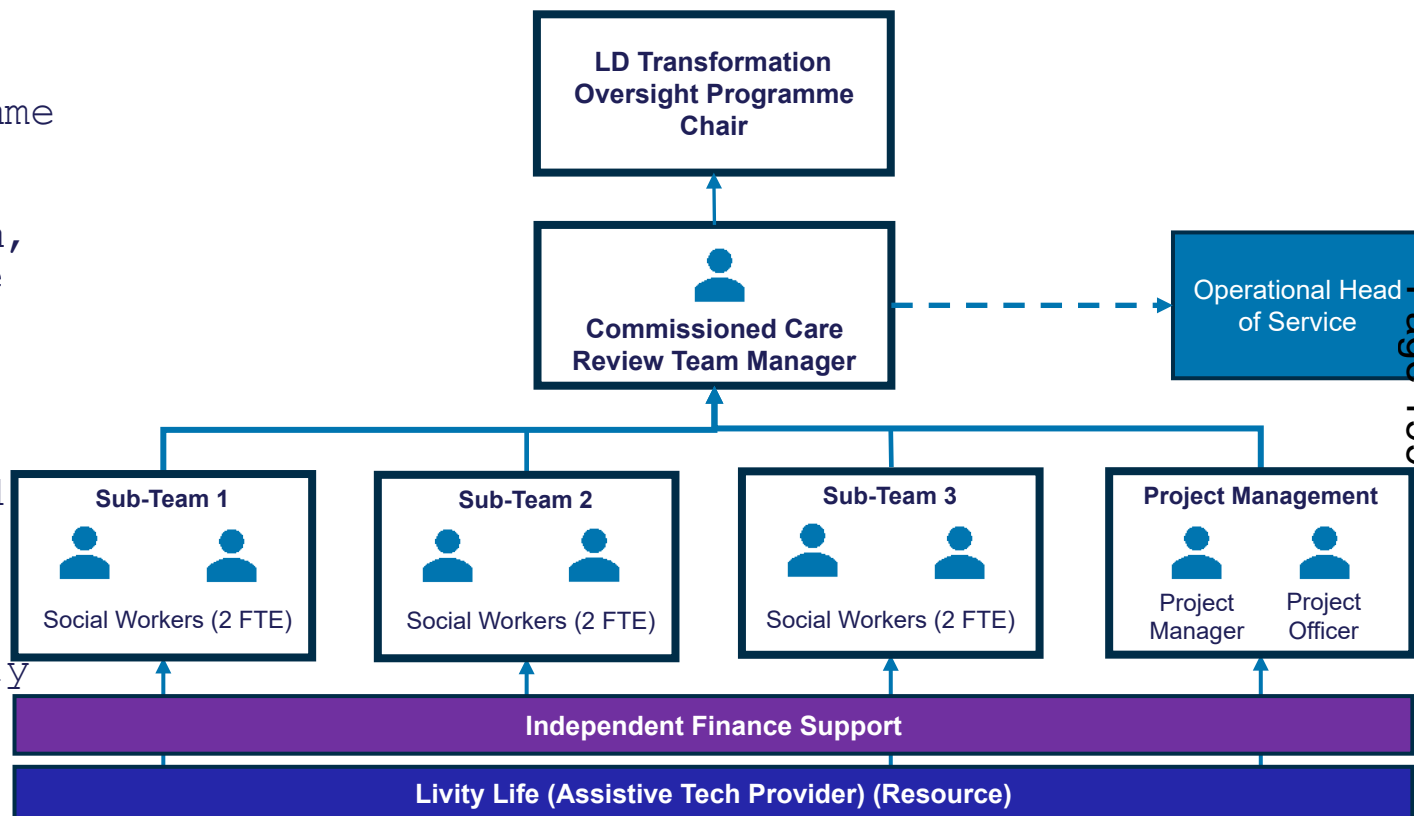 LD Transformation
Oversight Programme
Chair
Commissioned Care
Review Team Manager
Operational Head
of Service
Sub-Team 1
Social Workers (2 FTE)
Sub-Team 2
Social Workers (2 FTE)
Sub-Team 3
Social Workers (2 FTE)
Project Management
Project
Manager
Project
Officer
Independent Finance Support
Livity Life (Assistive Tech Provider) (Resource)